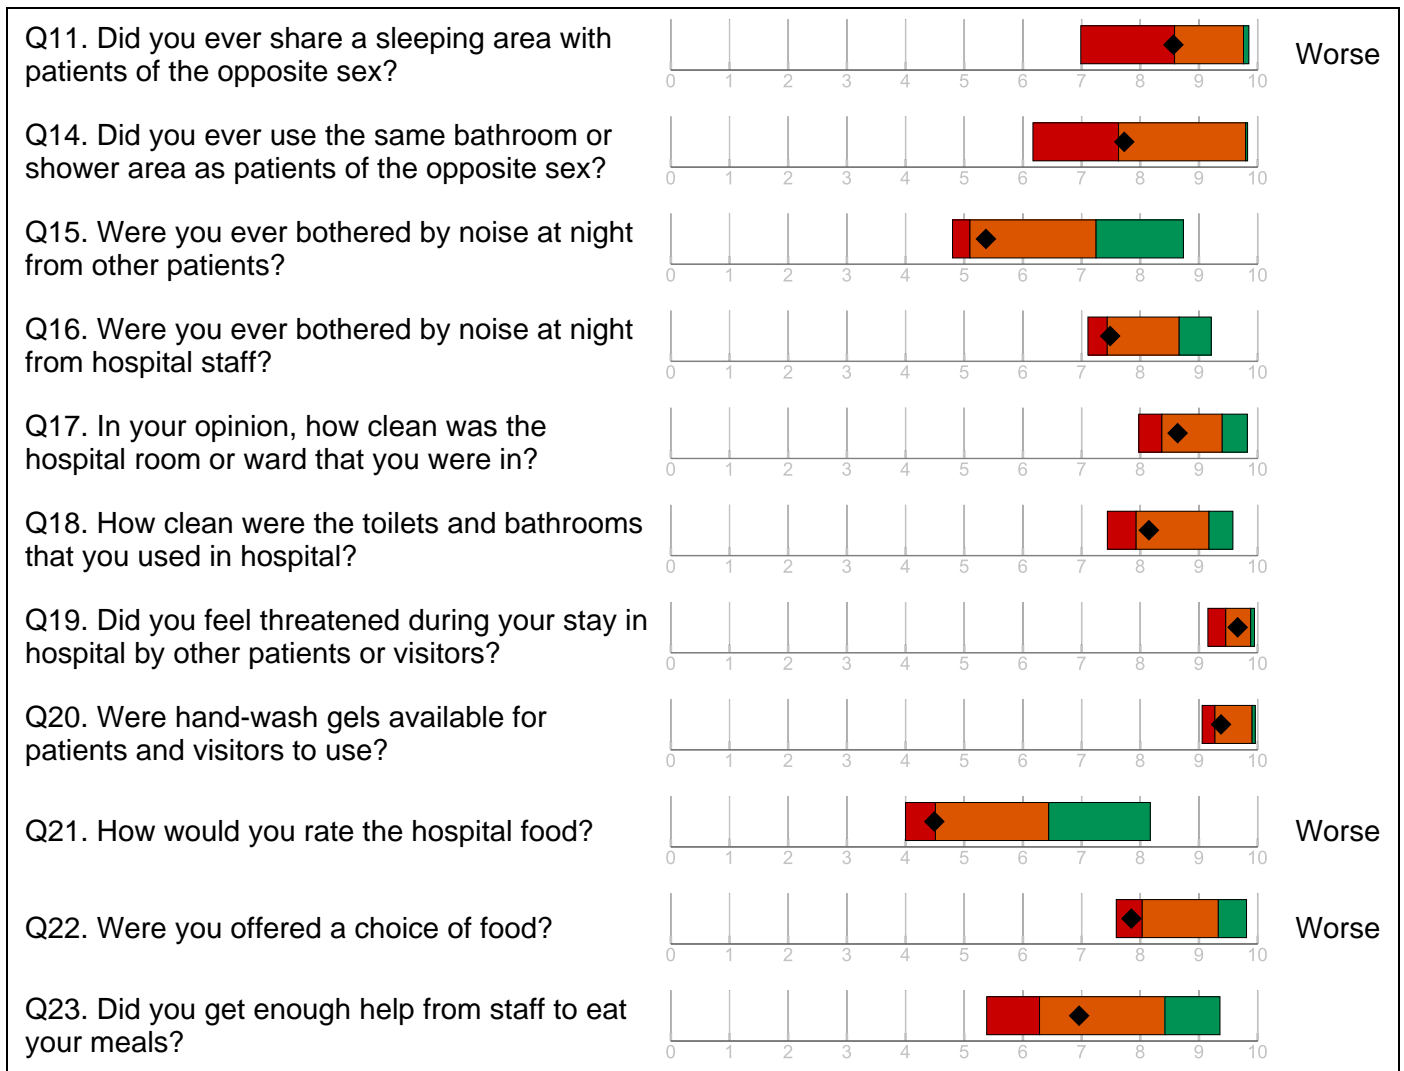 Q11. Did you ever share a sleeping area with
patients of the opposite sex?
Worse
0 1 2 3 4 5 6 7 8 9 10
Q14. Did you ever use the same bathroom or
shower area as patients of the opposite sex?
0 1 2 3 4 5 6 7 8 9 10
Q15. Were you ever bothered by noise at night
from other patients?
0 1 2 3 4 5 6 7 8 9 10
Q16. Were you ever bothered by noise at night
from hospital staff?
0 1 2 3 4 5 6 7 8 9 10
Q17. In your opinion, how clean was the
hospital room or ward that you were in?
0 1 2 3 4 5 6 7 8 9 10
Q18. How clean were the toilets and bathrooms
that you used in hospital?
0 1 2 3 4 5 6 7 8 9 10
Q19. Did you feel threatened during your stay in
hospital by other patients or visitors?
0 1 2 3 4 5 6 7 8 9 10
Q20. Were hand-wash gels available for
patients and visitors to use?
0 1 2 3 4 5 6 7 8 9 10
Q21. How would you rate the hospital food?
Worse
0 1 2 3 4 5 6 7 8 9 10
Q22. Were you offered a choice of food?
Worse
0 1 2 3 4 5 6 7 8 9 10
Q23. Did you get enough help from staff to eat
your meals?
0 1 2 3 4 5 6 7 8 9 10